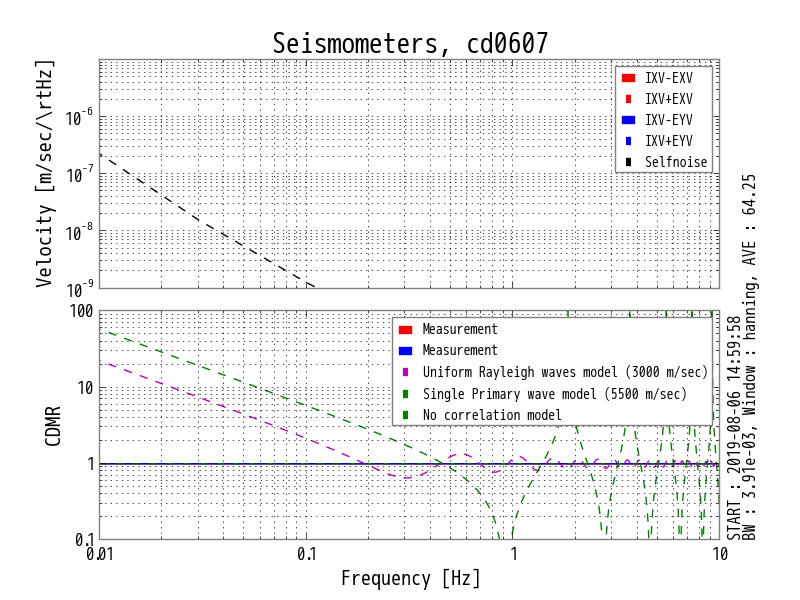 Seismometers, cd0607
Velocity [m/sec/\rtHz]
10^-6
10^-7
10^-8
10^-9
IXV-EXV
IXV+EXV
IXV-EYV
IXV+EYV
Selfnoise
CDMR
100
10
1
0.1
Measurement
Measurement
Uniform Rayleigh waves model (3000 m/sec)
Single Primary wave model (5500 m/sec)
No correlation model
0.01
0.1
1
10
Frequency [Hz]
START : 2019-08-06 14:59:58
BW : 3.91e-03, Window : hanning, AVE : 64.25